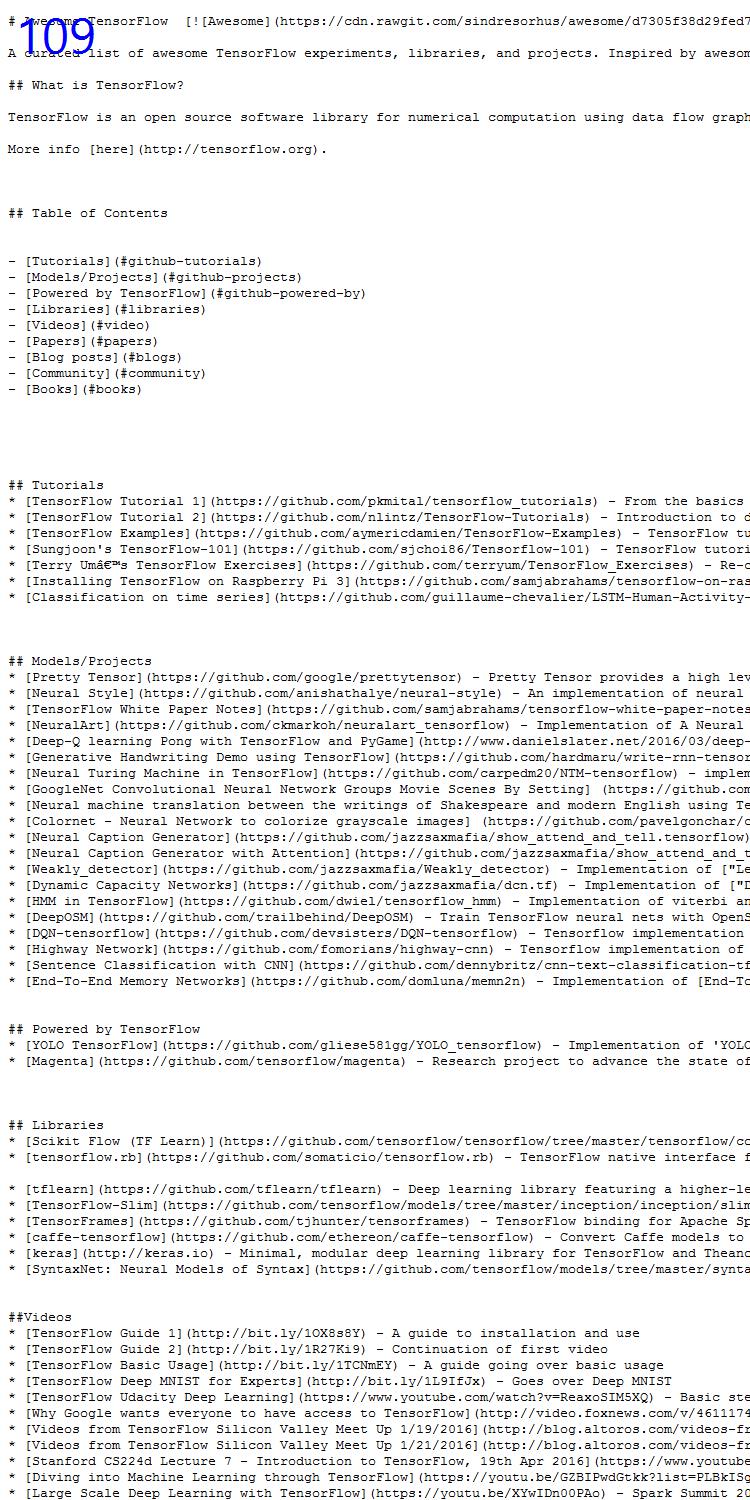 # Awesome TensorFlow  [![Awesome](https://cdn.rawgit.com/sindresorhus/awesome/d7305f38d29fed7
109
A curated list of awesome TensorFlow experiments, libraries, and projects. Inspired by awesom
## What is TensorFlow?
TensorFlow is an open source software library for numerical computation using data flow graph
More info [here](http://tensorflow.org).
## Table of Contents
- [Tutorials](#github-tutorials)
- [Models/Projects](#github-projects)
- [Powered by TensorFlow](#github-powered-by)
- [Libraries](#libraries)
- [Videos](#video)
- [Papers](#papers)
- [Blog posts](#blogs)
- [Community](#community)
- [Books](#books)
## Tutorials
* [TensorFlow Tutorial 1](https://github.com/pkmital/tensorflow_tutorials) - From the basics
* [TensorFlow Tutorial 2](https://github.com/nlintz/TensorFlow-Tutorials) - Introduction to d
* [TensorFlow Examples](https://github.com/aymericdamien/TensorFlow-Examples) - TensorFlow tu
* [Sungjoon's TensorFlow-101](https://github.com/sjchoi86/Tensorflow-101) - TensorFlow tutori
* [Terry Umâ€™s TensorFlow Exercises](https://github.com/terryum/TensorFlow_Exercises) - Re-c
* [Installing TensorFlow on Raspberry Pi 3](https://github.com/samjabrahams/tensorflow-on-ras
* [Classification on time series](https://github.com/guillaume-chevalier/LSTM-Human-Activity-
## Models/Projects
* [Pretty Tensor](https://github.com/google/prettytensor) - Pretty Tensor provides a high lev
* [Neural Style](https://github.com/anishathalye/neural-style) - An implementation of neural
* [TensorFlow White Paper Notes](https://github.com/samjabrahams/tensorflow-white-paper-notes
* [NeuralArt](https://github.com/ckmarkoh/neuralart_tensorflow) - Implementation of A Neural
* [Deep-Q learning Pong with TensorFlow and PyGame](http://www.danielslater.net/2016/03/deep-
* [Generative Handwriting Demo using TensorFlow](https://github.com/hardmaru/write-rnn-tensor
* [Neural Turing Machine in TensorFlow](https://github.com/carpedm20/NTM-tensorflow) - implem
* [GoogleNet Convolutional Neural Network Groups Movie Scenes By Setting] (https://github.com
* [Neural machine translation between the writings of Shakespeare and modern English using Te
* [Colornet - Neural Network to colorize grayscale images] (https://github.com/pavelgonchar/c
* [Neural Caption Generator](https://github.com/jazzsaxmafia/show_attend_and_tell.tensorflow)
* [Neural Caption Generator with Attention](https://github.com/jazzsaxmafia/show_attend_and_t
* [Weakly_detector](https://github.com/jazzsaxmafia/Weakly_detector) - Implementation of ["Le
* [Dynamic Capacity Networks](https://github.com/jazzsaxmafia/dcn.tf) - Implementation of ["D
* [HMM in TensorFlow](https://github.com/dwiel/tensorflow_hmm) - Implementation of viterbi an
* [DeepOSM](https://github.com/trailbehind/DeepOSM) - Train TensorFlow neural nets with OpenS
* [DQN-tensorflow](https://github.com/devsisters/DQN-tensorflow) - Tensorflow implementation
* [Highway Network](https://github.com/fomorians/highway-cnn) - Tensorflow implementation of
* [Sentence Classification with CNN](https://github.com/dennybritz/cnn-text-classification-tf
* [End-To-End Memory Networks](https://github.com/domluna/memn2n) - Implementation of [End-To
## Powered by TensorFlow
* [YOLO TensorFlow](https://github.com/gliese581gg/YOLO_tensorflow) - Implementation of 'YOLO
* [Magenta](https://github.com/tensorflow/magenta) - Research project to advance the state of
## Libraries
* [Scikit Flow (TF Learn)](https://github.com/tensorflow/tensorflow/tree/master/tensorflow/co
* [tensorflow.rb](https://github.com/somaticio/tensorflow.rb) - TensorFlow native interface f
* [tflearn](https://github.com/tflearn/tflearn) - Deep learning library featuring a higher-le
* [TensorFlow-Slim](https://github.com/tensorflow/models/tree/master/inception/inception/slim
* [TensorFrames](https://github.com/tjhunter/tensorframes) - TensorFlow binding for Apache Sp
* [caffe-tensorflow](https://github.com/ethereon/caffe-tensorflow) - Convert Caffe models to
* [keras](http://keras.io) - Minimal, modular deep learning library for TensorFlow and Theano
* [SyntaxNet: Neural Models of Syntax](https://github.com/tensorflow/models/tree/master/synta
##Videos
* [TensorFlow Guide 1](http://bit.ly/1OX8s8Y) - A guide to installation and use
* [TensorFlow Guide 2](http://bit.ly/1R27Ki9) - Continuation of first video
* [TensorFlow Basic Usage](http://bit.ly/1TCNmEY) - A guide going over basic usage
* [TensorFlow Deep MNIST for Experts](http://bit.ly/1L9IfJx) - Goes over Deep MNIST
* [TensorFlow Udacity Deep Learning](https://www.youtube.com/watch?v=ReaxoSIM5XQ) - Basic ste
* [Why Google wants everyone to have access to TensorFlow](http://video.foxnews.com/v/4611174
* [Videos from TensorFlow Silicon Valley Meet Up 1/19/2016](http://blog.altoros.com/videos-fr
* [Videos from TensorFlow Silicon Valley Meet Up 1/21/2016](http://blog.altoros.com/videos-fr
* [Stanford CS224d Lecture 7 - Introduction to TensorFlow, 19th Apr 2016](https://www.youtube
* [Diving into Machine Learning through TensorFlow](https://youtu.be/GZBIPwdGtkk?list=PLBkISg
* [Large Scale Deep Learning with TensorFlow](https://youtu.be/XYwIDn00PAo) - Spark Summit 20